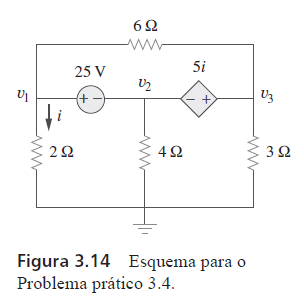 6 Ω
25 V
5i
v1
v2
v3
+ −
− +
i
2 Ω
4 Ω
3 Ω
Figura 3.14 Esquema para o
Problema prático 3.4.